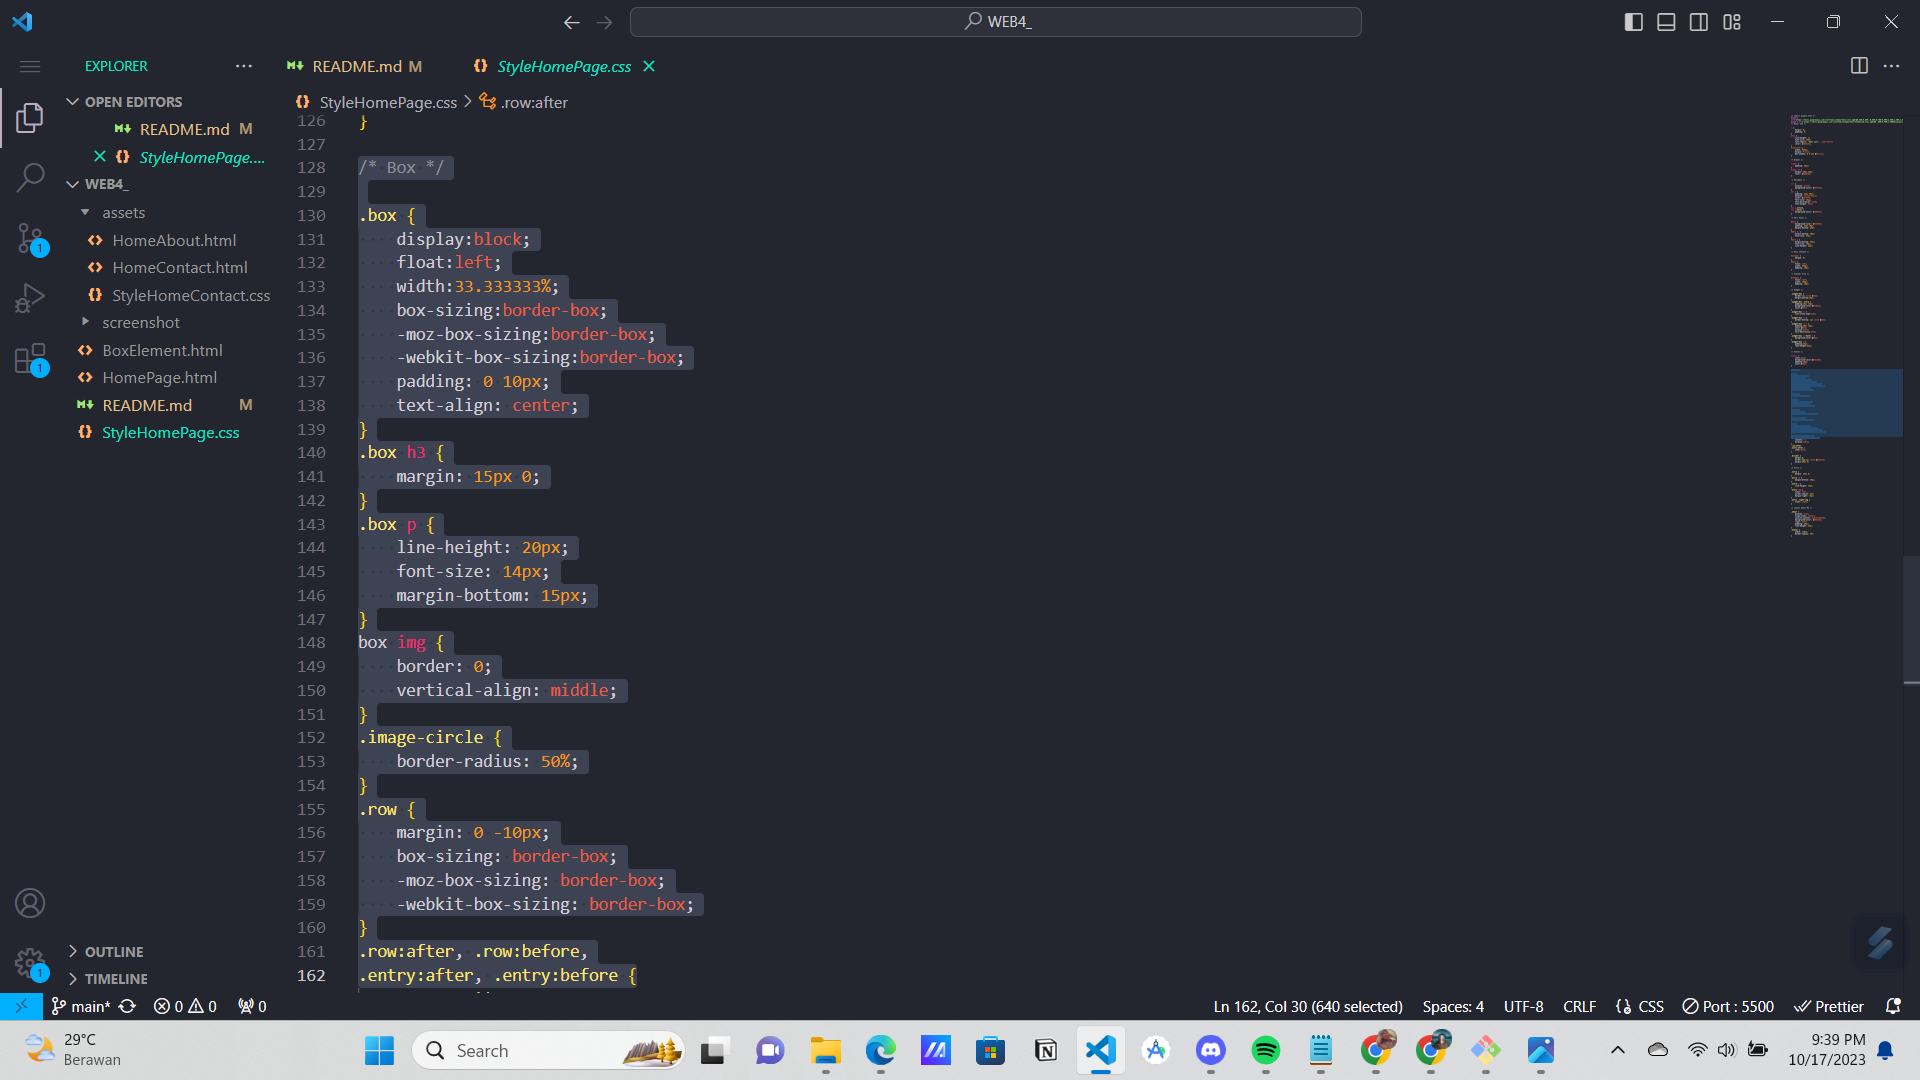 WEB4_
EXPLORER
README.md M
StyleHomePage.css
OPEN EDITORS
README.md M
StyleHomePage....
WEB4_
assets
HomeAbout.html
HomeContact.html
StyleHomeContact.css
screenshot
BoxElement.html
HomePage.html
README.md M
StyleHomePage.css
OUTLINE
TIMELINE
1
1
1
StyleHomePage.css > .row:after
126 }
127
128 /* Box */
129
130 .box {
131 display:block;
132 float:left;
133 width:33.333333%;
134 box-sizing:border-box;
135 -moz-box-sizing:border-box;
136 -webkit-box-sizing:border-box;
137 padding: 0 10px;
138 text-align: center;
139 }
140 .box h3 {
141 margin: 15px 0;
142 }
143 .box p {
144 line-height: 20px;
145 font-size: 14px;
146 margin-bottom: 15px;
147 }
148 box img {
149 border: 0;
150 vertical-align: middle;
151 }
152 .image-circle {
153 border-radius: 50%;
154 }
155 .row {
156 margin: 0 -10px;
157 box-sizing: border-box;
158 -moz-box-sizing: border-box;
159 -webkit-box-sizing: border-box;
160 }
161 .row:after, .row:before,
162 .entry:after, .entry:before {
main* 0 0 0
Ln 162, Col 30 (640 selected) Spaces: 4 UTF-8 CRLF CSS Port : 5500 Prettier
29°C
Berawan
Search
9:39 PM
10/17/2023